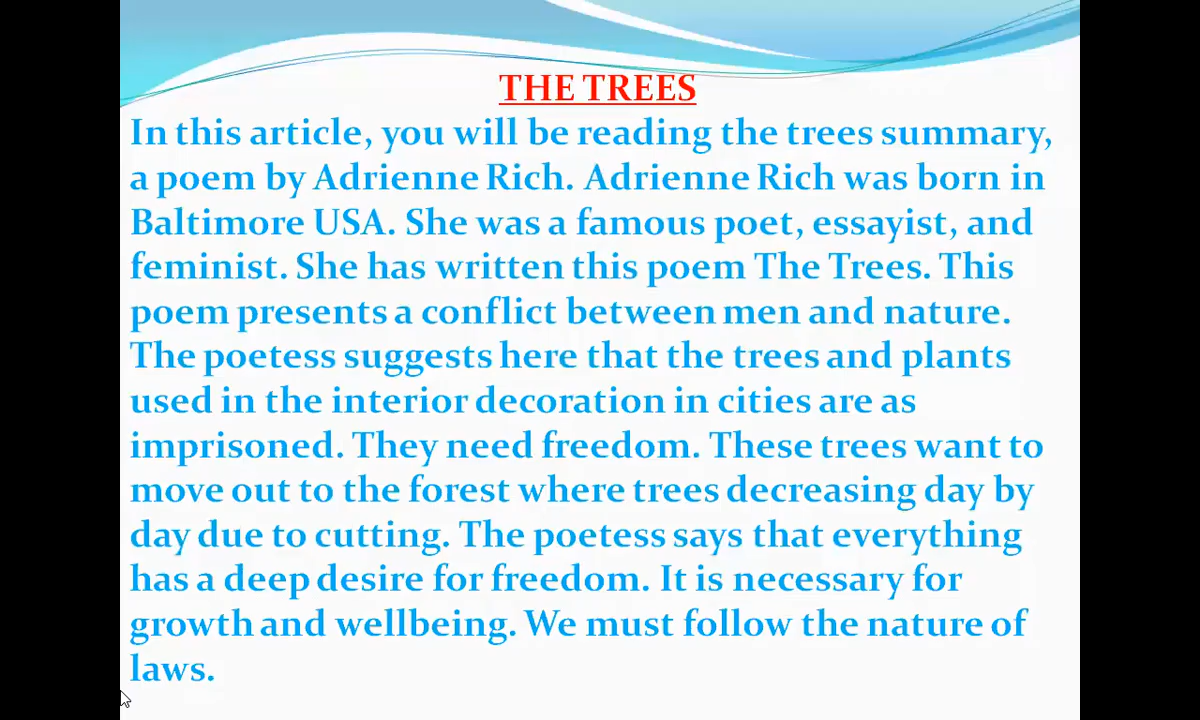 THE TREES
In this article, you will be reading the trees summary,
a poem by Adrienne Rich. Adrienne Rich was born in
Baltimore USA. She was a famous poet, essayist, and
feminist. She has written this poem The Trees. This
poem presents a conflict between men and nature.
The poetess suggests here that the trees and plants
used in the interior decoration in cities are as
imprisoned. They need freedom. These trees want to
move out to the forest where trees decreasing day by
day due to cutting. The poetess says that everything
has a deep desire for freedom. It is necessary for
growth and wellbeing. We must follow the nature of
laws.